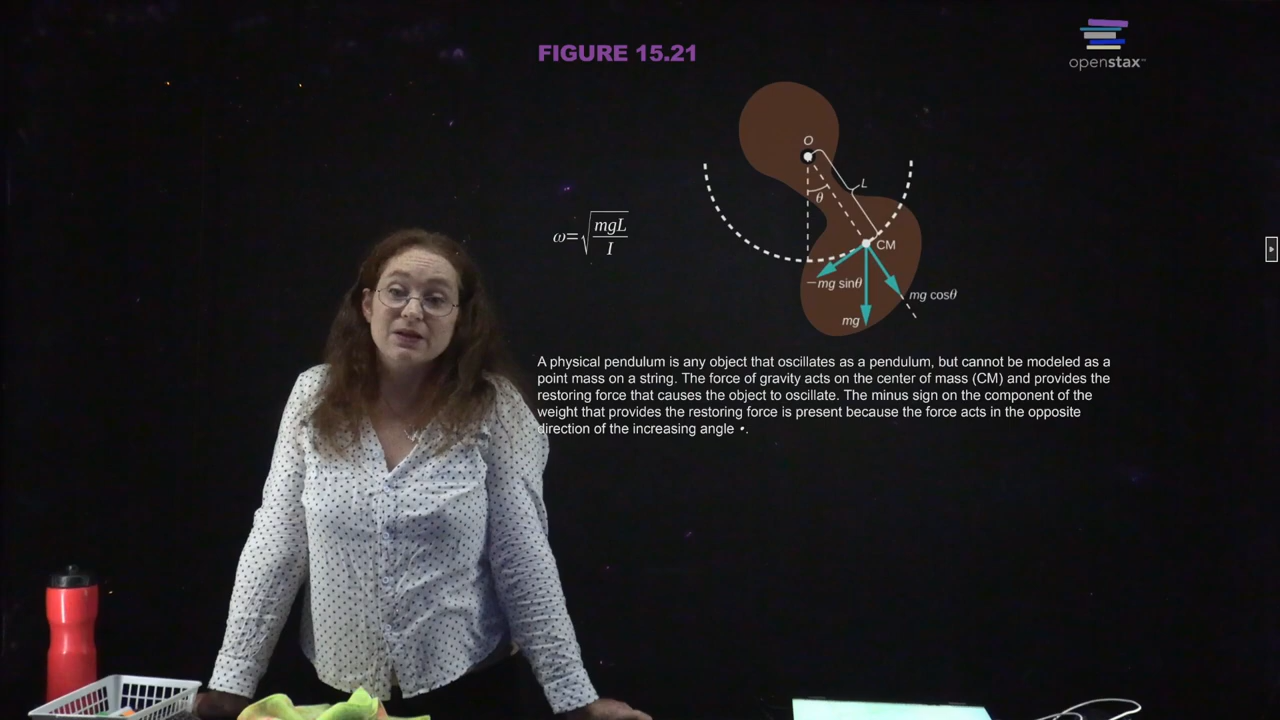 FIGURE 15.21
openstax™
O
L
θ
CM
ω=√mgL/I
−mg sinθ
mg cosθ
mg
A physical pendulum is any object that oscillates as a pendulum, but cannot be modeled as a
point mass on a string. The force of gravity acts on the center of mass (CM) and provides the
restoring force that causes the object to oscillate. The minus sign on the component of the
weight that provides the restoring force is present because the force acts in the opposite
direction of the increasing angle •.